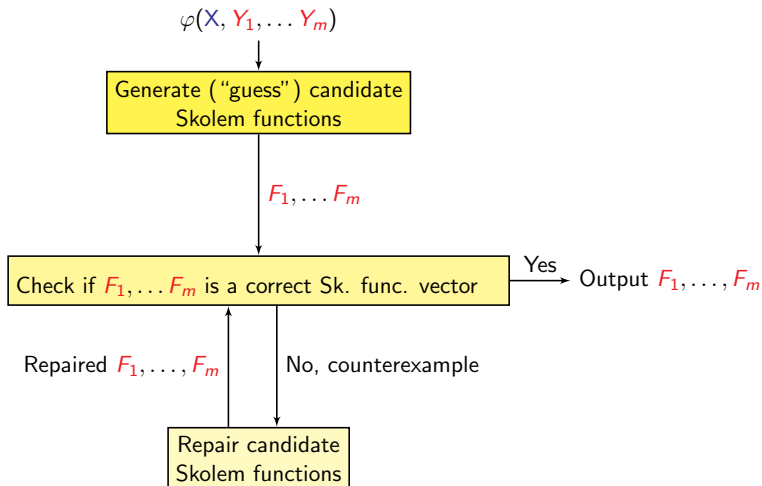 φ(X, Y₁, … Yₘ)
Generate (“guess”) candidate
Skolem functions
F₁, … Fₘ
Check if F₁, … Fₘ is a correct Sk. func. vector
Yes
Output F₁, …, Fₘ
Repaired F₁, …, Fₘ
No, counterexample
Repair candidate
Skolem functions